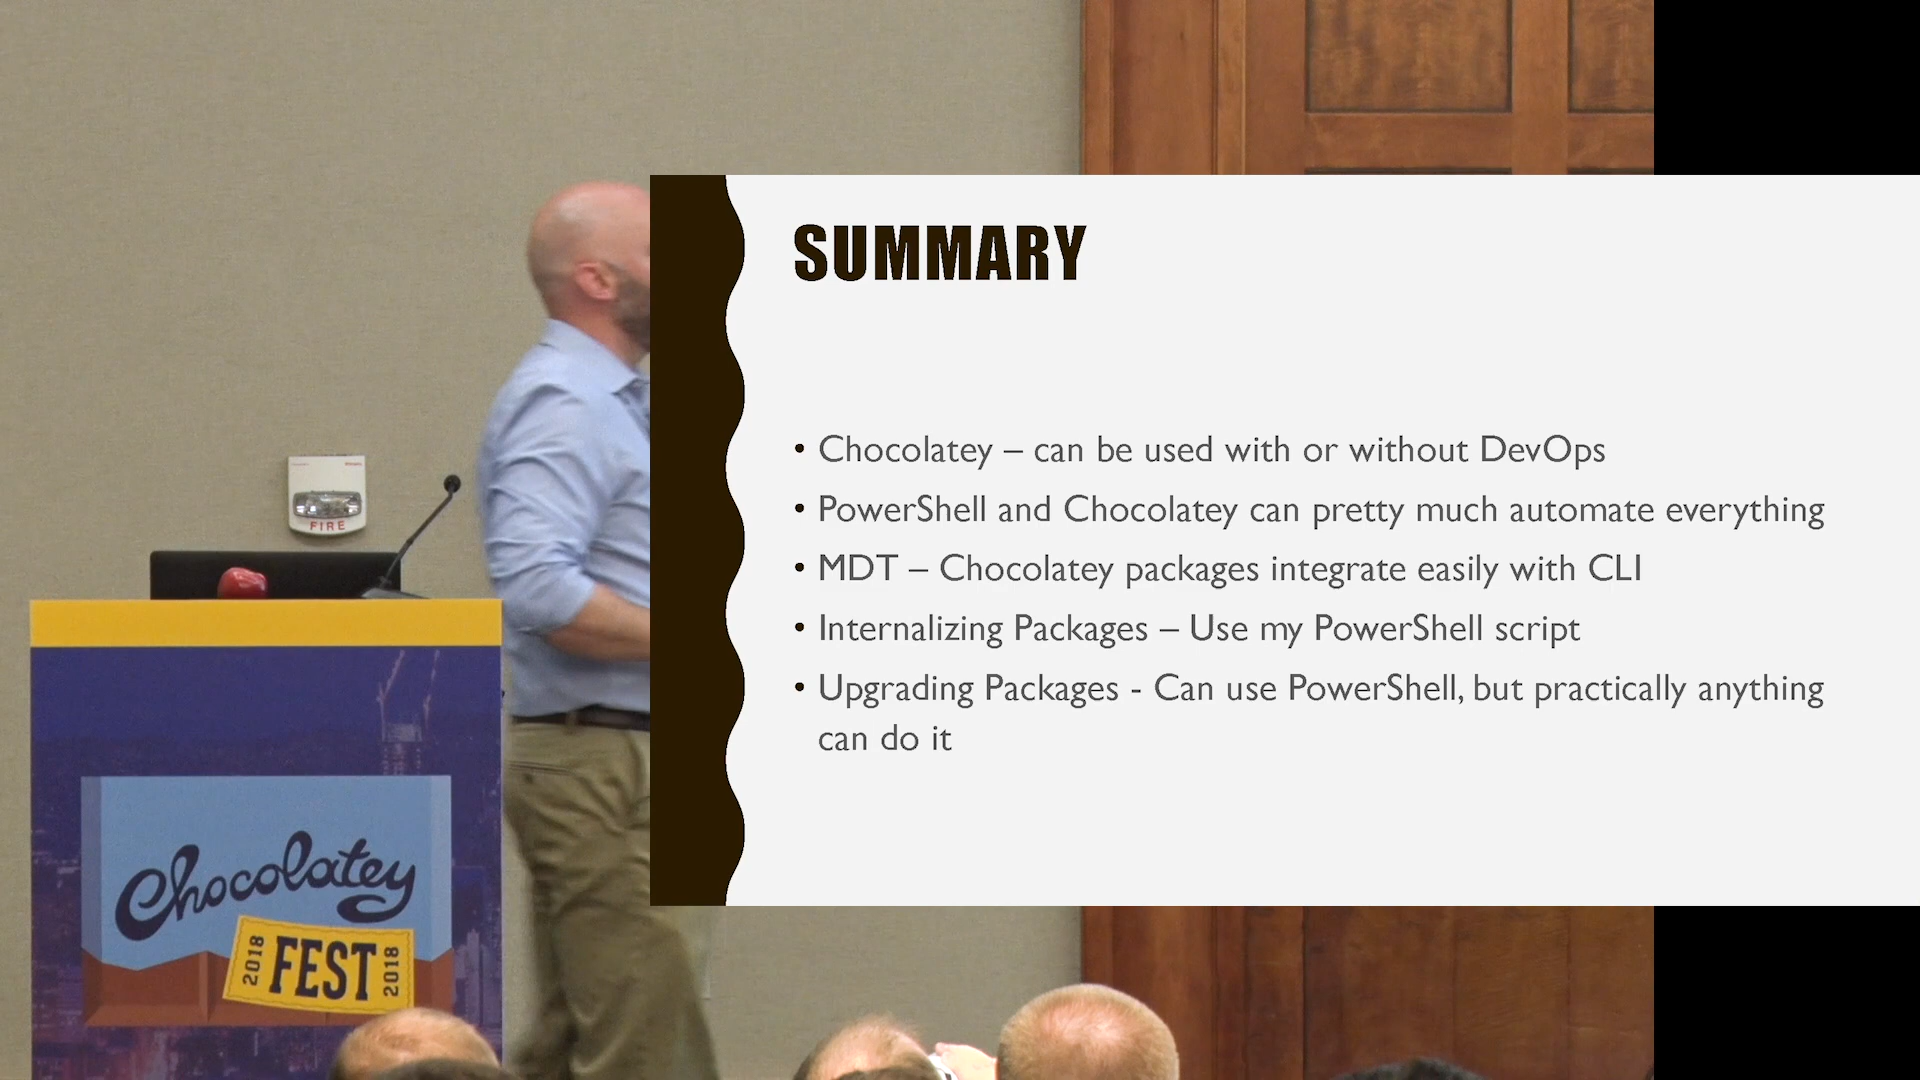 SUMMARY
• Chocolatey – can be used with or without DevOps
• PowerShell and Chocolatey can pretty much automate everything
• MDT – Chocolatey packages integrate easily with CLI
• Internalizing Packages – Use my PowerShell script
• Upgrading Packages - Can use PowerShell, but practically anything
can do it
FIRE
Chocolatey
2018 FEST 2018